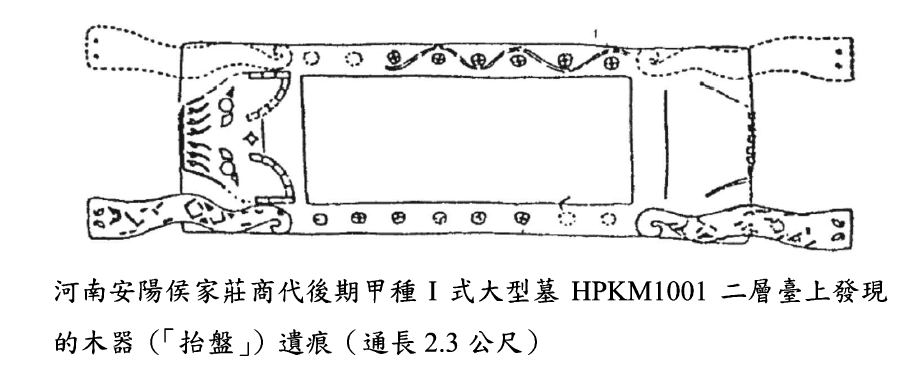 河南安陽侯家莊商代後期甲種 I 式大型墓 HPKM1001 二層臺上發現
的木器（「抬盤」）遺痕（通長 2.3 公尺）